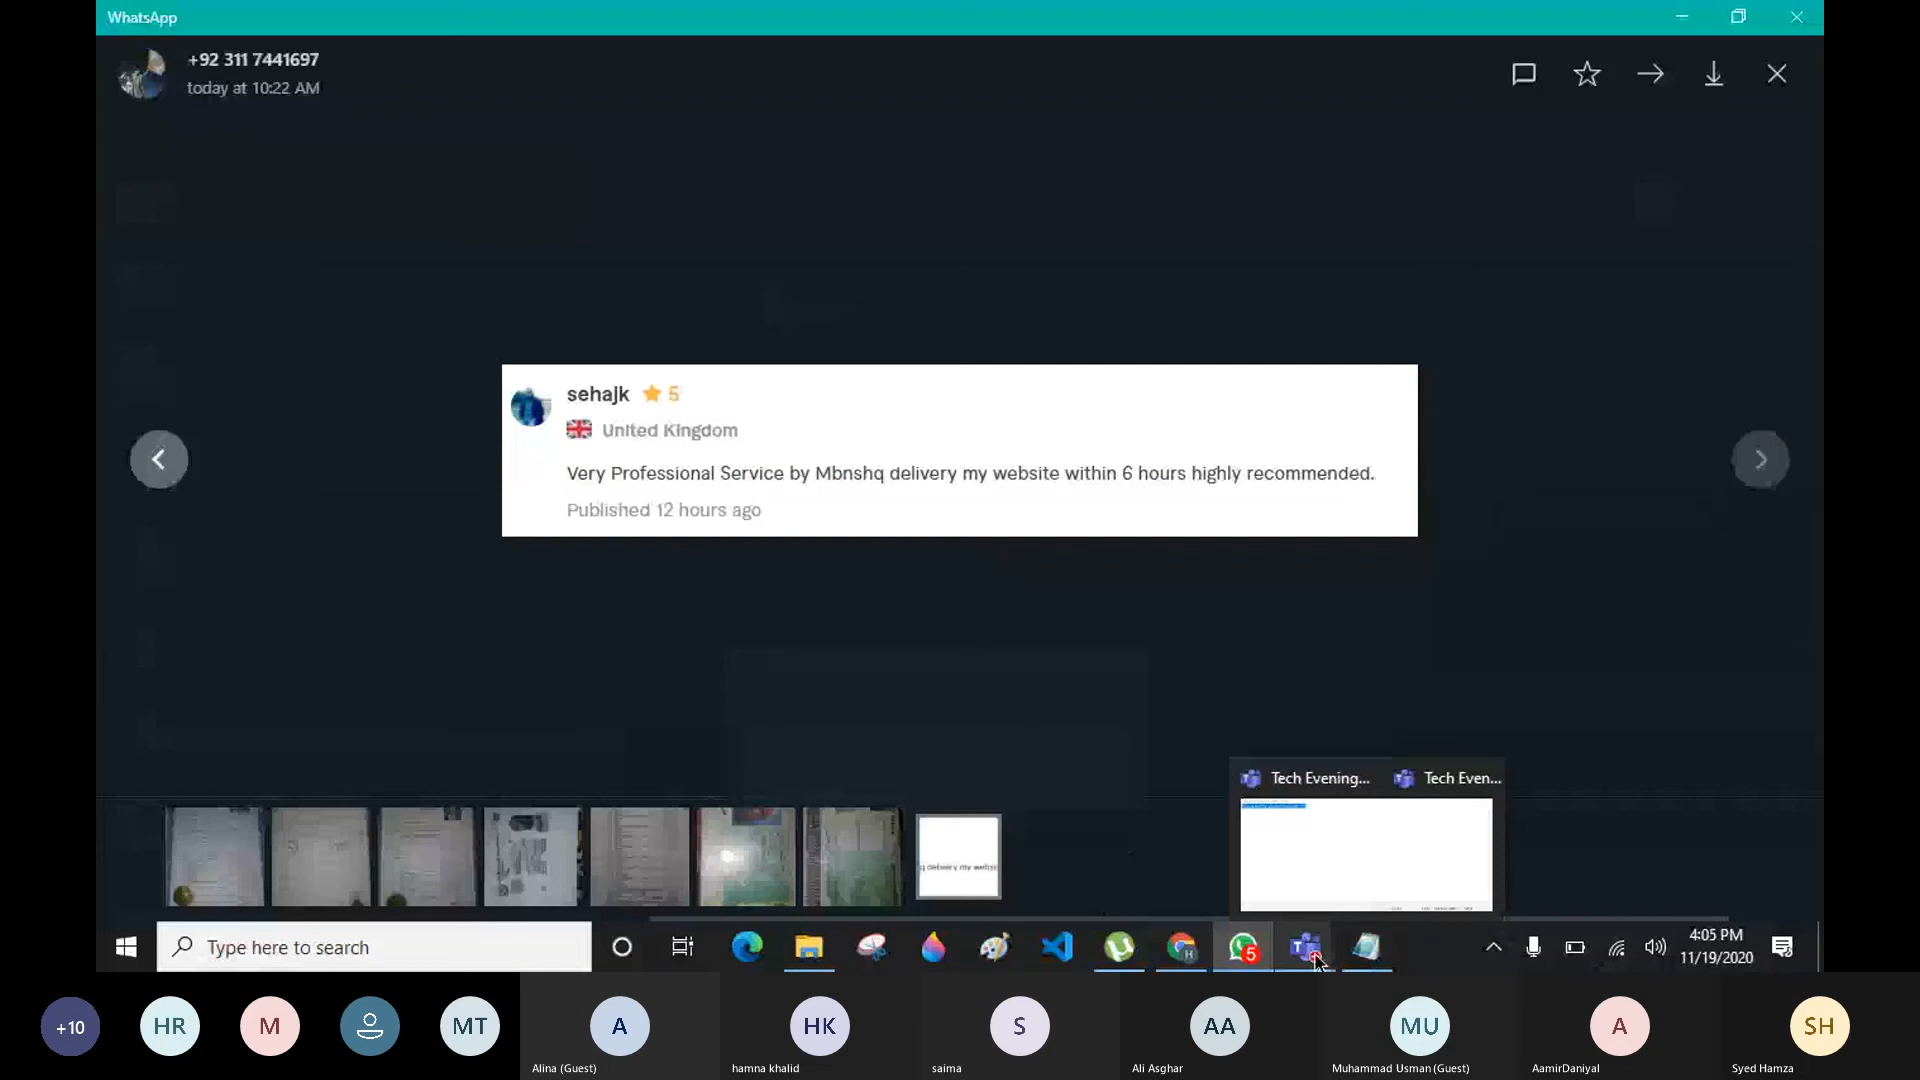 WhatsApp
+92 311 7441697
today at 10:22 AM
sehajk 5
United Kingdom
Very Professional Service by Mbnshq delivery my website within 6 hours highly recommended.
Published 12 hours ago
Tech Evening... Tech Even...
q delivery my websi
Type here to search
5
4:05 PM
11/19/2020
+10
HR
M
MT
A
HK
S
AA
MU
A
SH
Alina (Guest)
hamna khalid
saima
Ali Asghar
Muhammad Usman (Guest)
AamirDaniyal
Syed Hamza